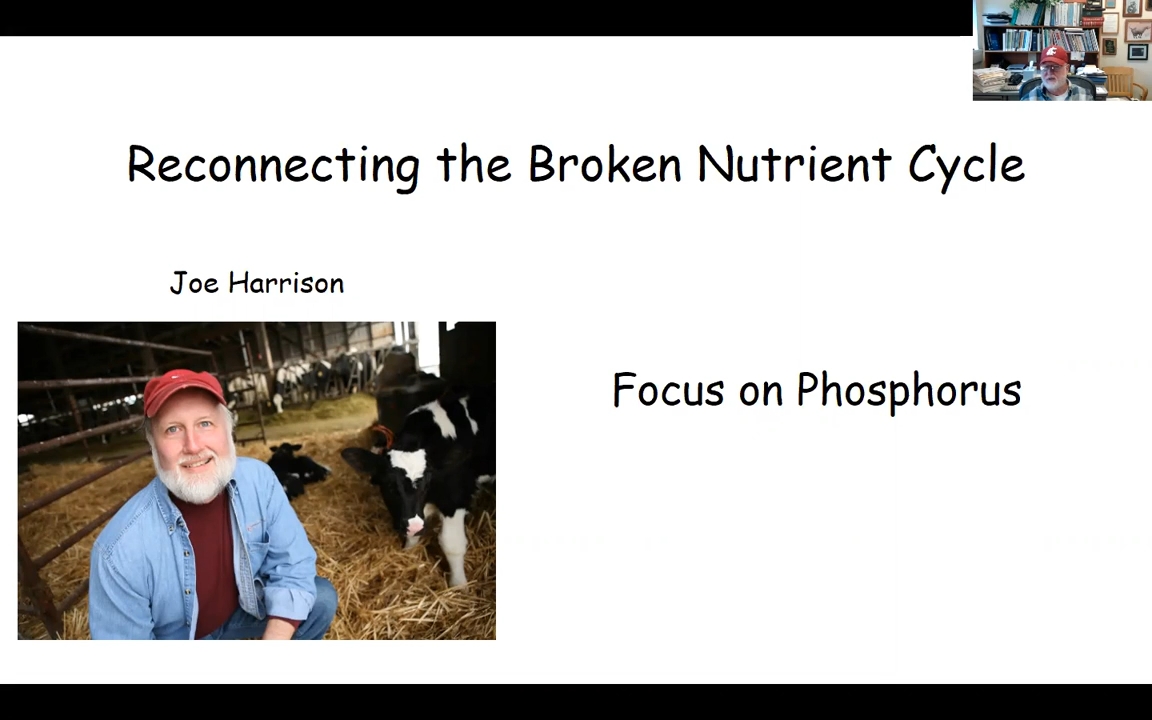 Reconnecting the Broken Nutrient Cycle
Joe Harrison
Focus on Phosphorus